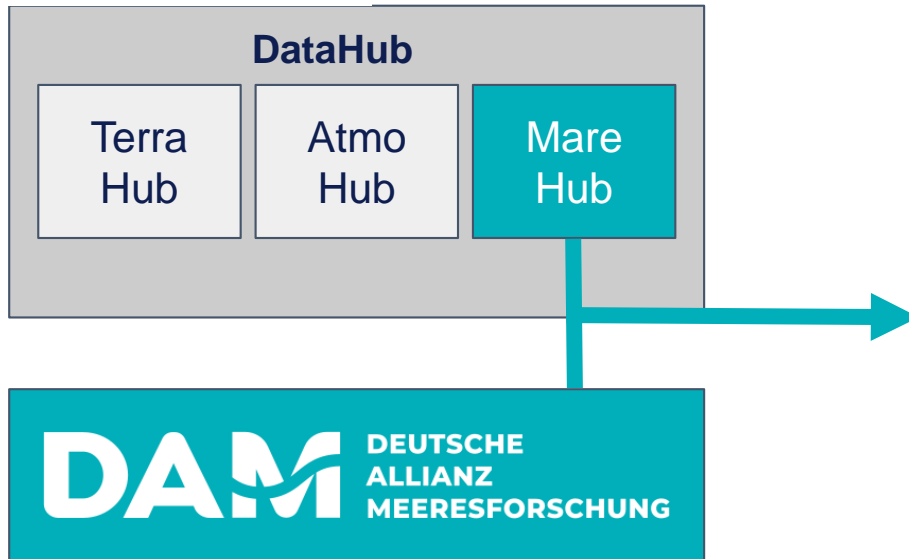 DataHub
Terra
Hub
Atmo
Hub
Mare
Hub
DAM
DEUTSCHE
ALLIANZ
MEERESFORSCHUNG